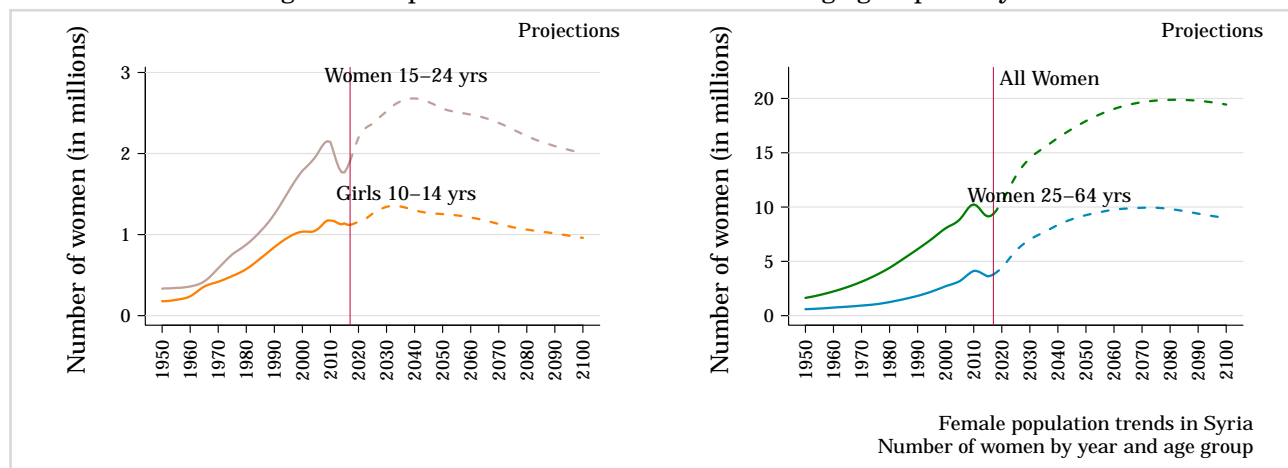 Projections
Number of women (in millions)
Women 15–24 yrs
Girls 10–14 yrs
3
2
1
0
1950 1960 1970 1980 1990 2000 2010 2020 2030 2040 2050 2060 2070 2080 2090 2100
Projections
Number of women (in millions)
All Women
Women 25–64 yrs
20
15
10
5
0
1950 1960 1970 1980 1990 2000 2010 2020 2030 2040 2050 2060 2070 2080 2090 2100
Female population trends in Syria
Number of women by year and age group